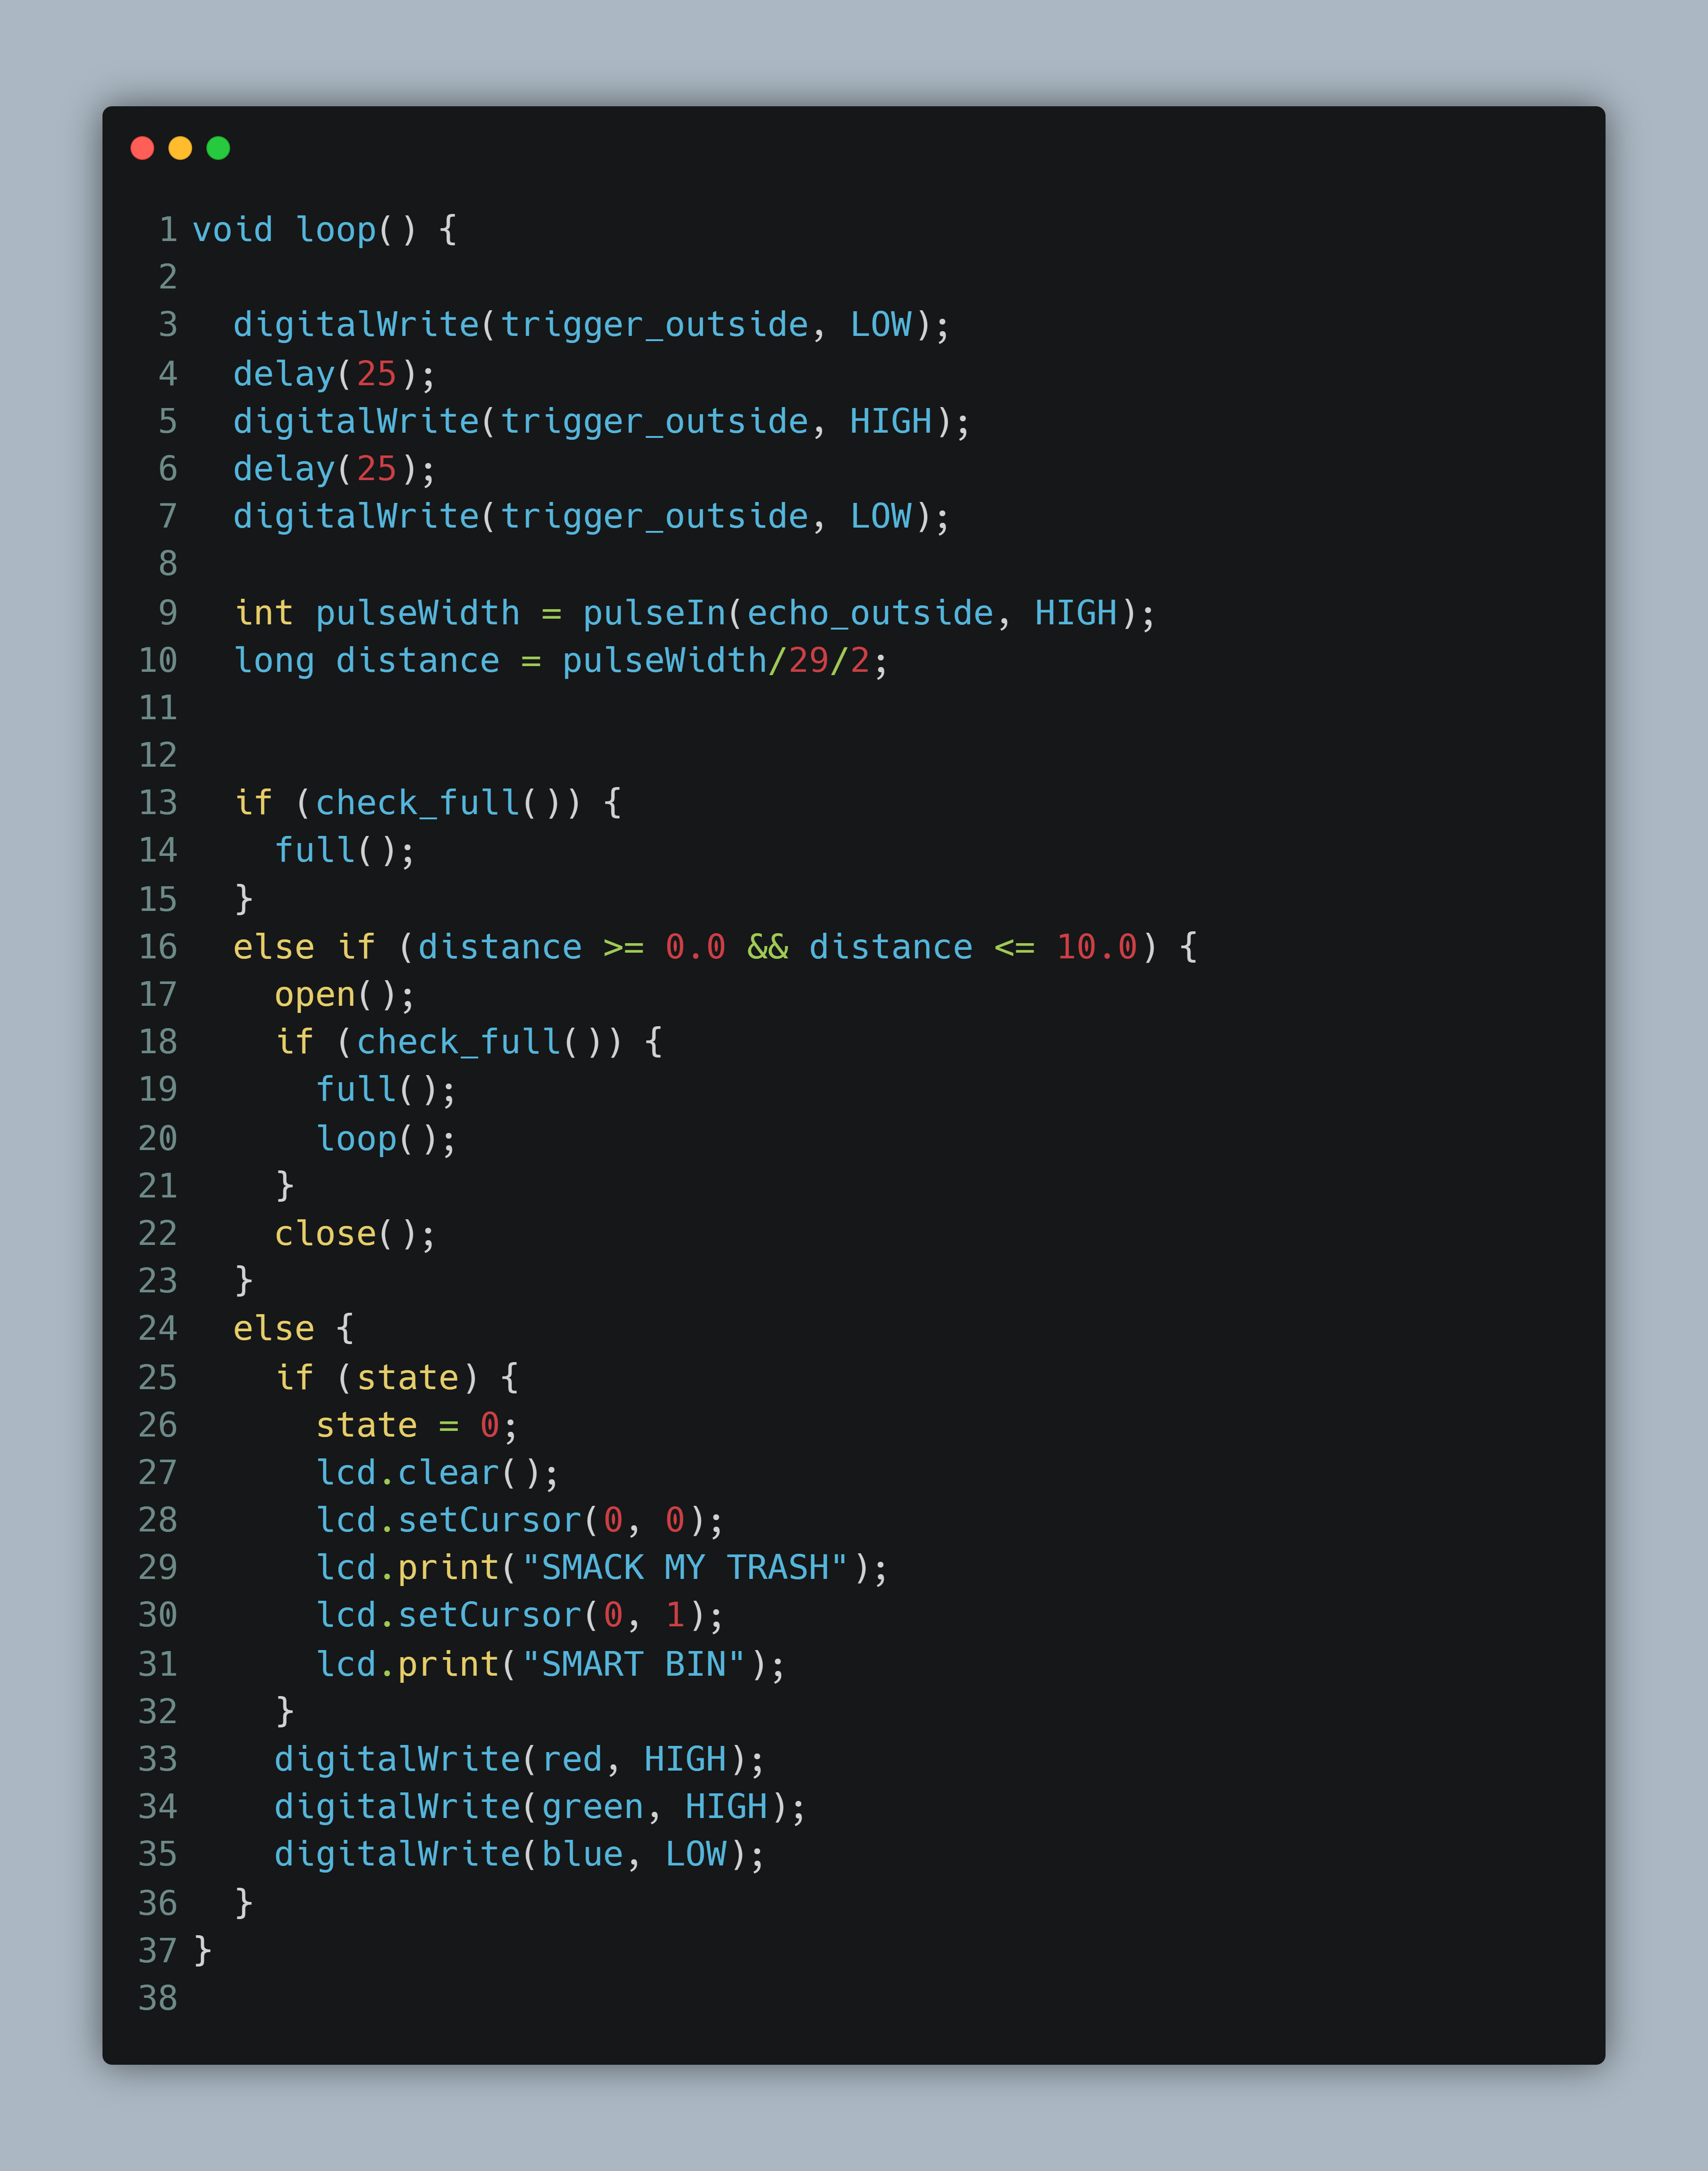 1 void loop() {
2
3   digitalWrite(trigger_outside, LOW);
4   delay(25);
5   digitalWrite(trigger_outside, HIGH);
6   delay(25);
7   digitalWrite(trigger_outside, LOW);
8
9   int pulseWidth = pulseIn(echo_outside, HIGH);
10   long distance = pulseWidth/29/2;
11
12
13   if (check_full()) {
14     full();
15   }
16   else if (distance >= 0.0 && distance <= 10.0) {
17     open();
18     if (check_full()) {
19       full();
20       loop();
21     }
22     close();
23   }
24   else {
25     if (state) {
26       state = 0;
27       lcd.clear();
28       lcd.setCursor(0, 0);
29       lcd.print("SMACK MY TRASH");
30       lcd.setCursor(0, 1);
31       lcd.print("SMART BIN");
32     }
33     digitalWrite(red, HIGH);
34     digitalWrite(green, HIGH);
35     digitalWrite(blue, LOW);
36   }
37 }
38